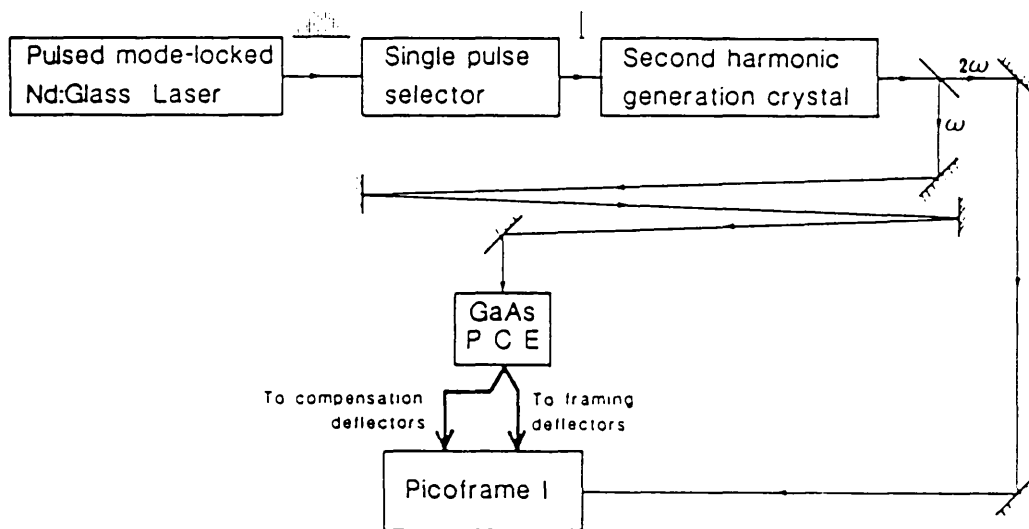 Pulsed mode-locked
Nd:Glass Laser
Single pulse
selector
Second harmonic
generation crystal
2ω
ω
GaAs
P C E
To compensation
deflectors
To framing
deflectors
Picoframe I